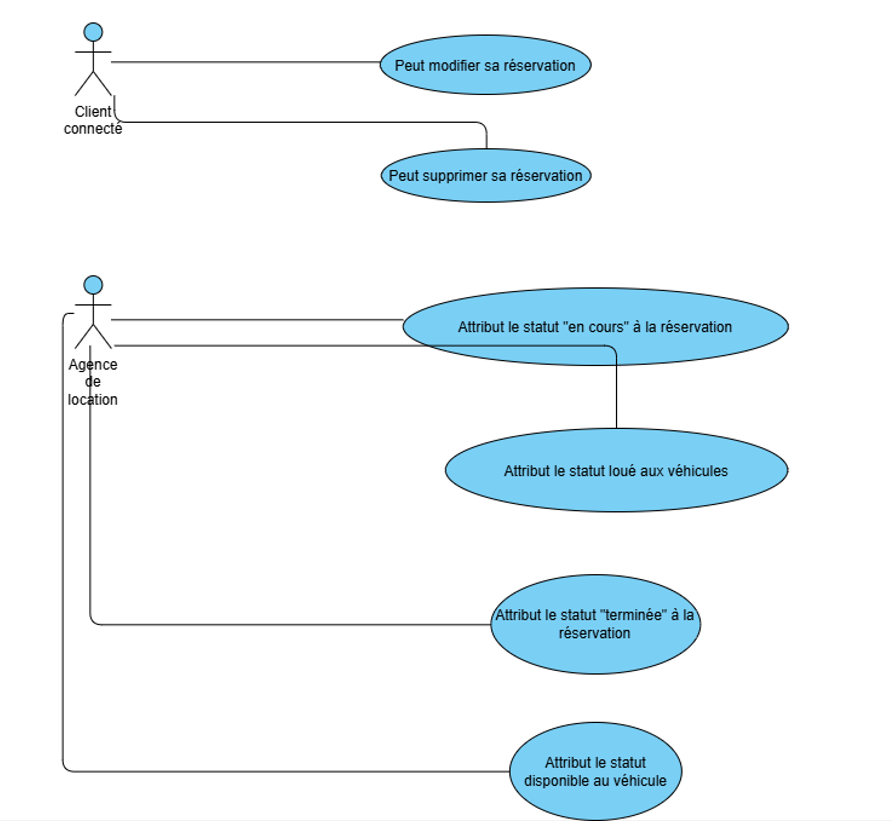 Peut modifier sa réservation
Client
connecté
Peut supprimer sa réservation
Attribut le statut "en cours" à la réservation
Agence
de
location
Attribut le statut loué aux véhicules
Attribut le statut "terminée" à la
réservation
Attribut le statut
disponible au véhicule